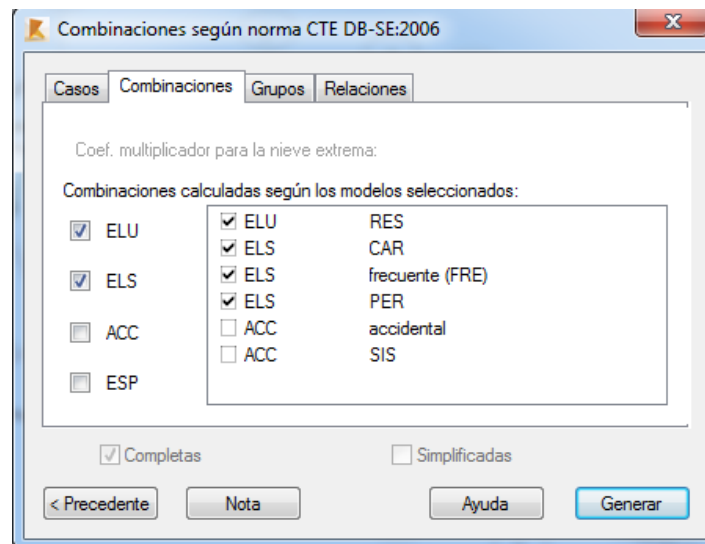 Combinaciones según norma CTE DB-SE:2006
Casos Combinaciones Grupos Relaciones
Coef. multiplicador para la nieve extrema:
Combinaciones calculadas según los modelos seleccionados:
ELU
ELS
ACC
ESP
ELU RES
ELS CAR
ELS frecuente (FRE)
ELS PER
ACC accidental
ACC SIS
Completas Simplificadas
< Precedente Nota Ayuda Generar